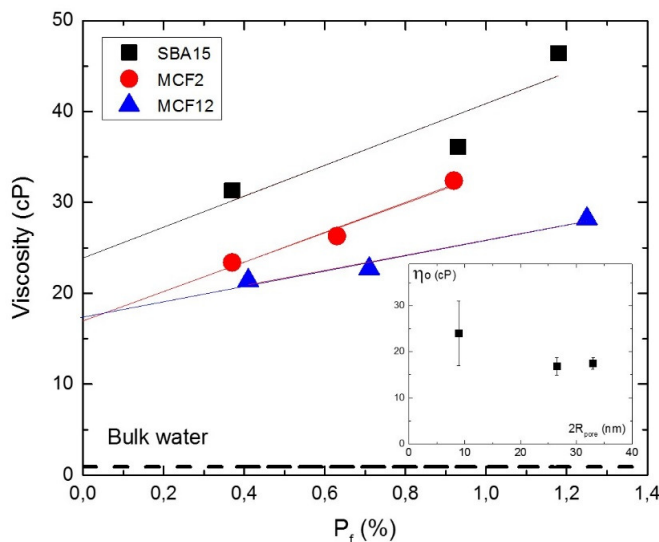 50
SBA15
MCF2
MCF12
40
30
20
10
0
Viscosity (cP)
ηo (cP)
30
20
10
0
2Rpore (nm)
0 10 20 30 40
Bulk water
0,0 0,2 0,4 0,6 0,8 1,0 1,2 1,4
Pf (%)